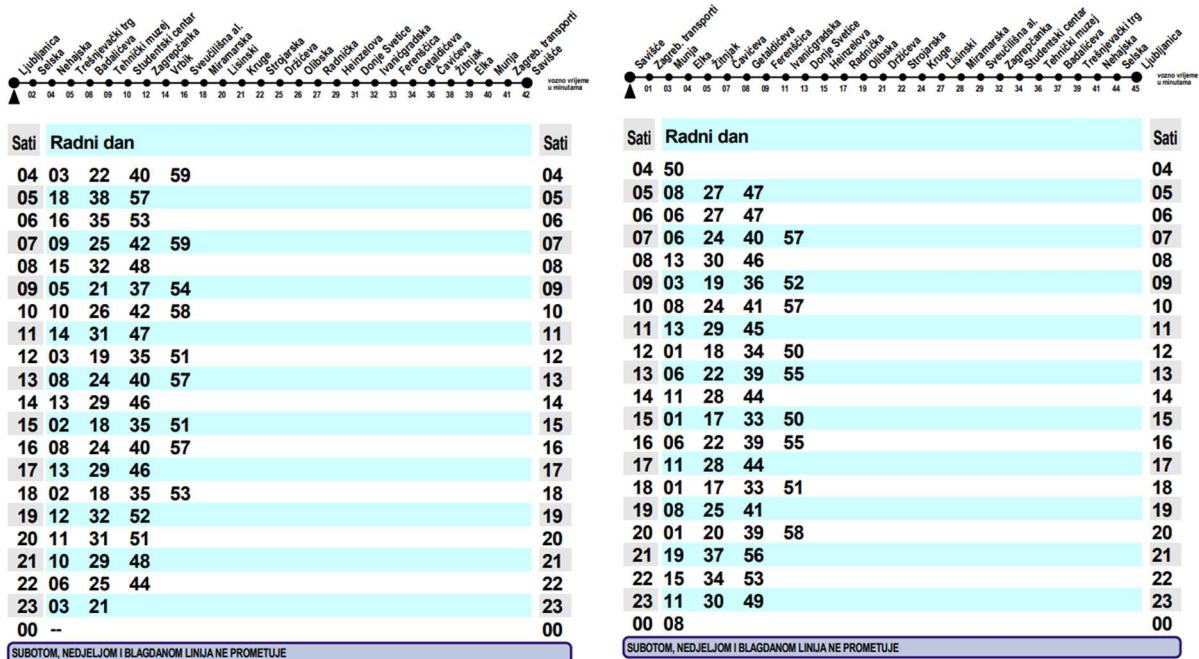 Ljubljanica
Selska
Nehajska
Trešnjevački trg
Badalićeva
Tehnički muzej
Studentski centar
Zagrepčanka
Vrbik
Sveučilišna al.
Miramarska
Lisinski
Kruge
Strojarska
Držićeva
Olibska
Radnička
Heinzelova
Donje Svetice
Ivanićgradska
Ferenščica
Getaldićeva
Čavićeva
Žitnjak
Elka
Munja
Zagreb. transporti
Savišće
02 04 05 08 09 10 12 14 16 18 20 21 22 25 26 27 29 31 32 33 34 36 38 39 40 41 42
vozno vrijeme
u minutama
Sati Radni dan Sati
04 03 22 40 59 04
05 18 38 57 05
06 16 35 53 06
07 09 25 42 59 07
08 15 32 48 08
09 05 21 37 54 09
10 10 26 42 58 10
11 14 31 47 11
12 03 19 35 51 12
13 08 24 40 57 13
14 13 29 46 14
15 02 18 35 51 15
16 08 24 40 57 16
17 13 29 46 17
18 02 18 35 53 18
19 12 32 52 19
20 11 31 51 20
21 10 29 48 21
22 06 25 44 22
23 03 21 23
00 -- 00
SUBOTOM, NEDJELJOM I BLAGDANOM LINIJA NE PROMETUJE
Savišće
Zagreb. transporti
Munja
Elka
Žitnjak
Čavićeva
Getaldićeva
Ferenščica
Ivanićgradska
Donje Svetice
Heinzelova
Radnička
Olibska
Držićeva
Strojarska
Kruge
Lisinski
Miramarska
Sveučilišna al.
Zagrepčanka
Studentski centar
Tehnički muzej
Badalićeva
Trešnjevački trg
Nehajska
Selska
Ljubljanica
01 03 04 05 07 08 09 11 13 15 17 19 21 22 24 27 28 29 32 34 36 37 39 41 44 45
vozno vrijeme
u minutama
Sati Radni dan Sati
04 50 04
05 08 27 47 05
06 06 27 47 06
07 06 24 40 57 07
08 13 30 46 08
09 03 19 36 52 09
10 08 24 41 57 10
11 13 29 45 11
12 01 18 34 50 12
13 06 22 39 55 13
14 11 28 44 14
15 01 17 33 50 15
16 06 22 39 55 16
17 11 28 44 17
18 01 17 33 51 18
19 08 25 41 19
20 01 20 39 58 20
21 19 37 56 21
22 15 34 53 22
23 11 30 49 23
00 08 00
SUBOTOM, NEDJELJOM I BLAGDANOM LINIJA NE PROMETUJE